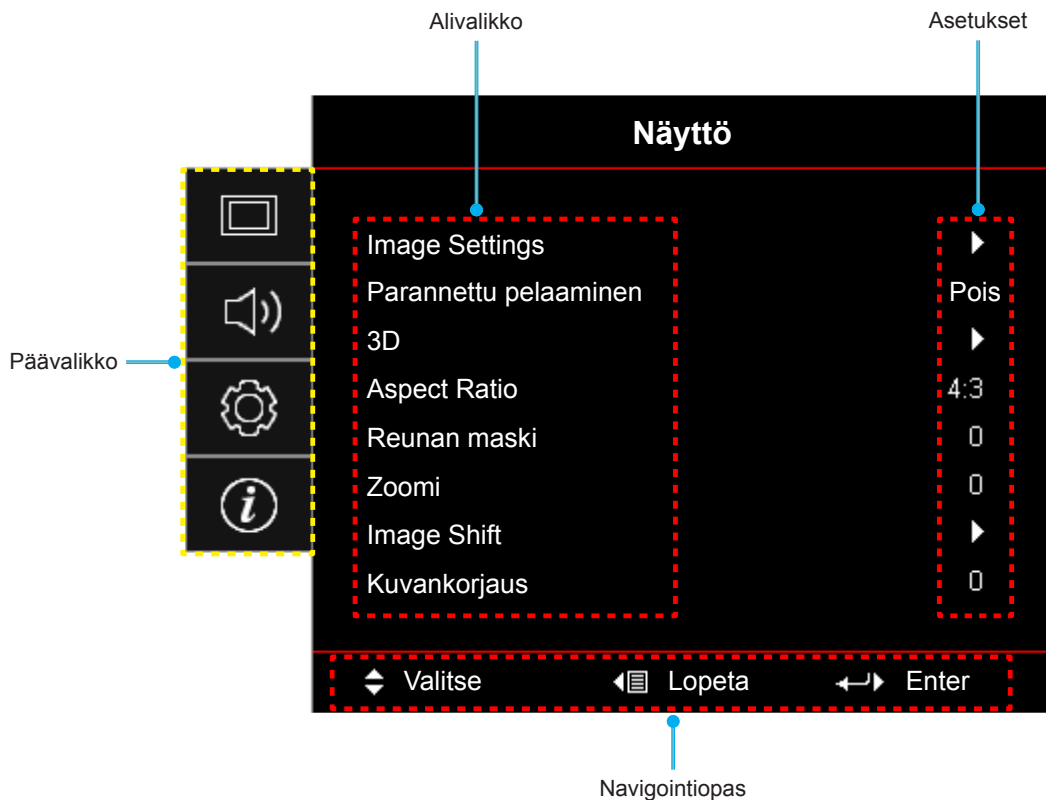 Alivalikko
Asetukset
Näyttö
Image Settings
Parannettu pelaaminen
Pois
3D
Päävalikko
Aspect Ratio
4:3
Reunan maski
0
Zoomi
0
Image Shift
Kuvankorjaus
0
Valitse
Lopeta
Enter
Navigointiopas